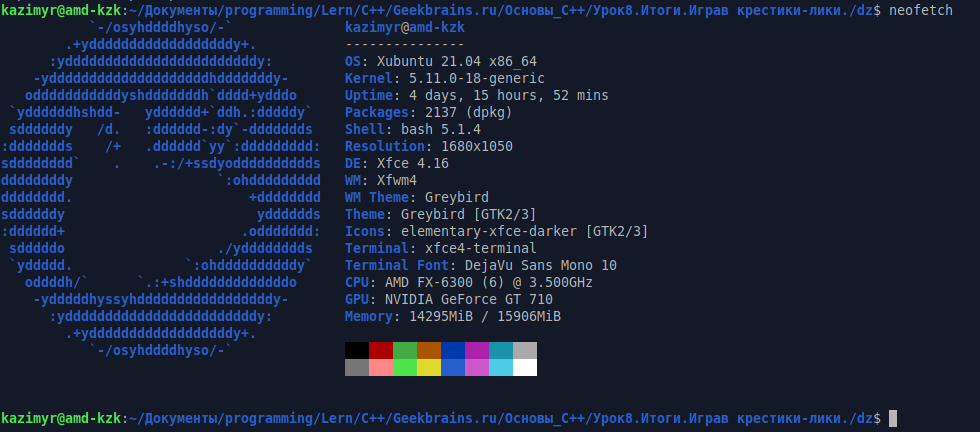 kazimyr@amd-kzk:~/Документы/programming/Lern/C++/Geekbrains.ru/Основы_C++/Урок8.Итоги.Играв крестики-лики./dz$ neofetch
`-/osyhddddhyso/-` kazimyr@amd-kzk
.+yddddddddddddddddddy+. ---------------
:yddddddddddddddddddddddddy: OS: Xubuntu 21.04 x86_64
-yddddddddddddddddddddhdddddddy- Kernel: 5.11.0-18-generic
odddddddddddyshdddddddh`dddd+ydddo Uptime: 4 days, 15 hours, 52 mins
`yddddddhshdd- ydddddd+`ddh.:dddddy` Packages: 2137 (dpkg)
sddddddy /d. :dddddd-:dy`-ddddddds Shell: bash 5.1.4
:ddddddds /+ .dddddd`yy`:ddddddddd: Resolution: 1680x1050
sdddddddd` . .-:/+ssdyodddddddddds DE: Xfce 4.16
ddddddddy `:ohddddddddd WM: Xfwm4
dddddddd. +dddddddd WM Theme: Greybird
sddddddy ydddddds Theme: Greybird [GTK2/3]
:dddddd+ .oddddddd: Icons: elementary-xfce-darker [GTK2/3]
sdddddo ./ydddddddds Terminal: xfce4-terminal
`yddddd. `:ohddddddddddy` Terminal Font: DejaVu Sans Mono 10
oddddh/` `.:+shdddddddddddddo CPU: AMD FX-6300 (6) @ 3.500GHz
-ydddddhyssyhdddddddddddddddddy- GPU: NVIDIA GeForce GT 710
:yddddddddddddddddddddddddy: Memory: 14295MiB / 15906MiB
.+yddddddddddddddddddy+.
`-/osyhddddhyso/-`
kazimyr@amd-kzk:~/Документы/programming/Lern/C++/Geekbrains.ru/Основы_C++/Урок8.Итоги.Играв крестики-лики./dz$